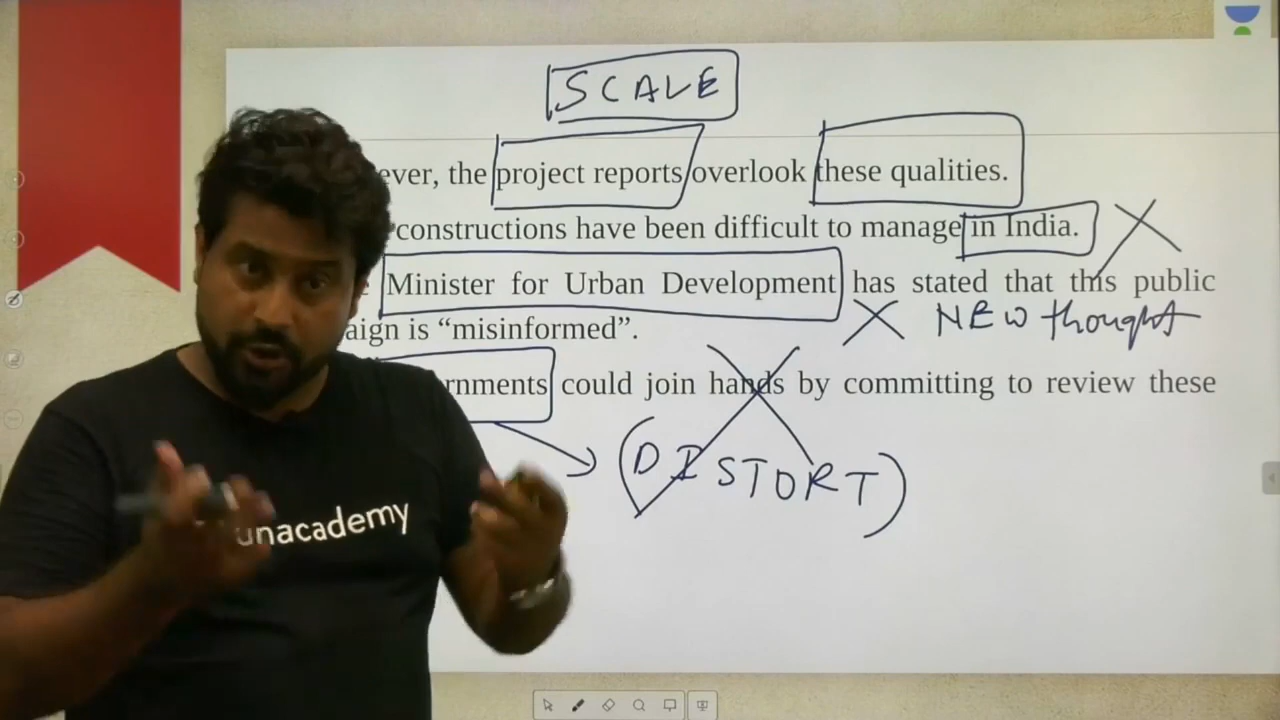 SCALE
ever, the project reports overlook these qualities.
constructions have been difficult to manage in India.
Minister for Urban Development has stated that this public
aign is “misinformed”.
NEW thought
rnments could join hands by committing to review these
(DISTORT)
unacademy